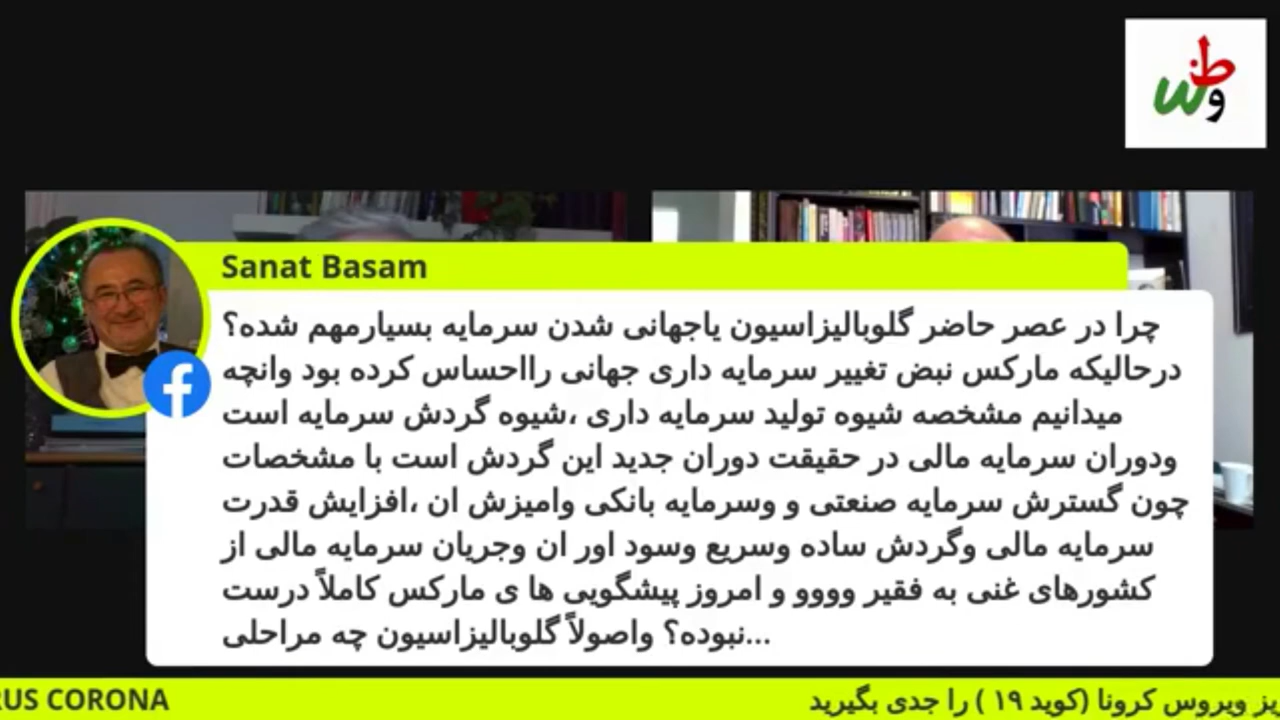 وطن
Sanat Basam
چرا در عصر حاضر گلوبالیزاسیون یاجهانی شدن سرمایه بسیارمهم شده؟
درحالیکه مارکس نبض تغییر سرمایه داری جهانی رااحساس کرده بود وانچه
میدانیم مشخصه شیوه تولید سرمایه داری ،شیوه گردش سرمایه است
ودوران سرمایه مالی در حقیقت دوران جدید این گردش است با مشخصات
چون گسترش سرمایه صنعتی و وسرمایه بانکی وامیزش ان ،افزایش قدرت
سرمایه مالی وگردش ساده وسریع وسود اور ان وجریان سرمایه مالی از
کشورهای غنی به فقیر وووو و امروز پیشگویی ها ی مارکس کاملاً درست
نبوده؟ واصولاً گلوبالیزاسیون چه مراحلی...
یز ویروس کرونا (کوید ۱۹ ) را جدی بگیرید
RUS CORONA